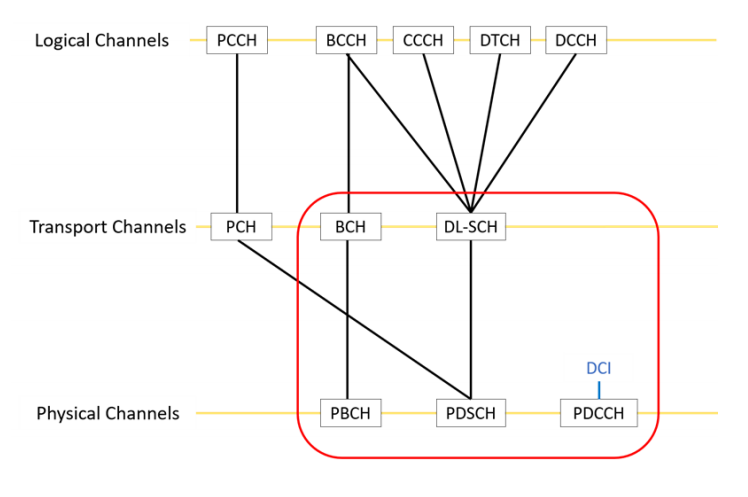 Logical Channels PCCH BCCH CCCH DTCH DCCH
Transport Channels PCH BCH DL-SCH
DCI
Physical Channels PBCH PDSCH PDCCH